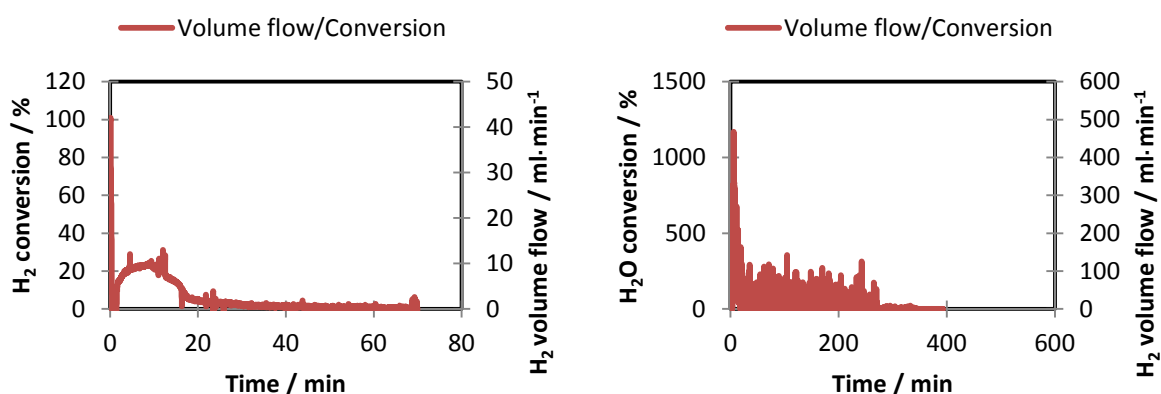 Volume flow/Conversion
H₂ conversion / %
120
100
80
60
40
20
0
50
40
30
20
10
0
H₂ volume flow / ml·min⁻¹
0 20 40 60 80
Time / min
Volume flow/Conversion
H₂O conversion / %
1500
1000
500
0
600
500
400
300
200
100
0
H₂ volume flow / ml·min⁻¹
0 200 400 600
Time / min